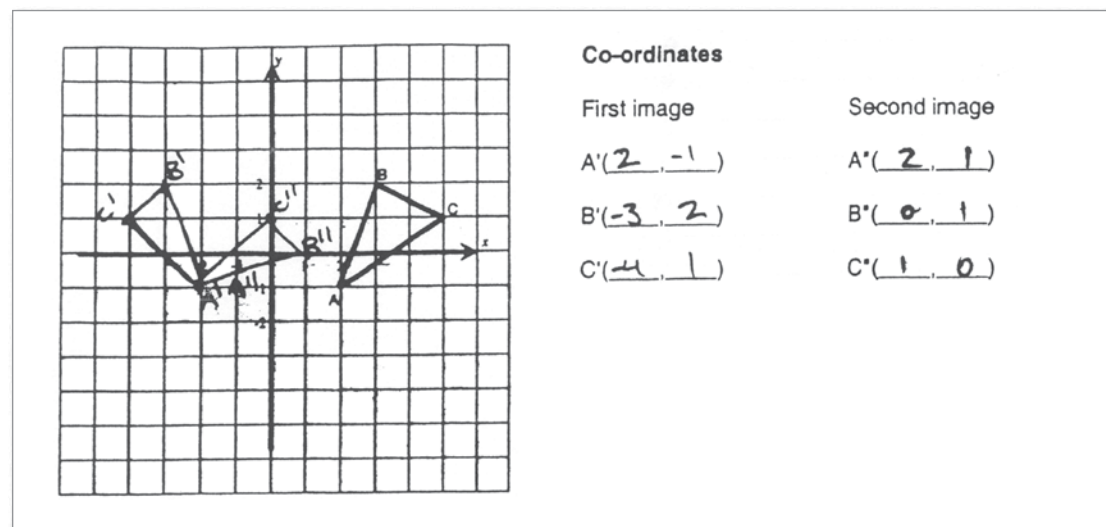 Co-ordinates
First image Second image
A'(2, -1) A"(2, 1)
B'(-3, 2) B"(0, 1)
C'(-4, 1) C"(1, 0)
y
B'
B
2
C'
C"
1
C
x
B"
A'
A"
-1
A
-2